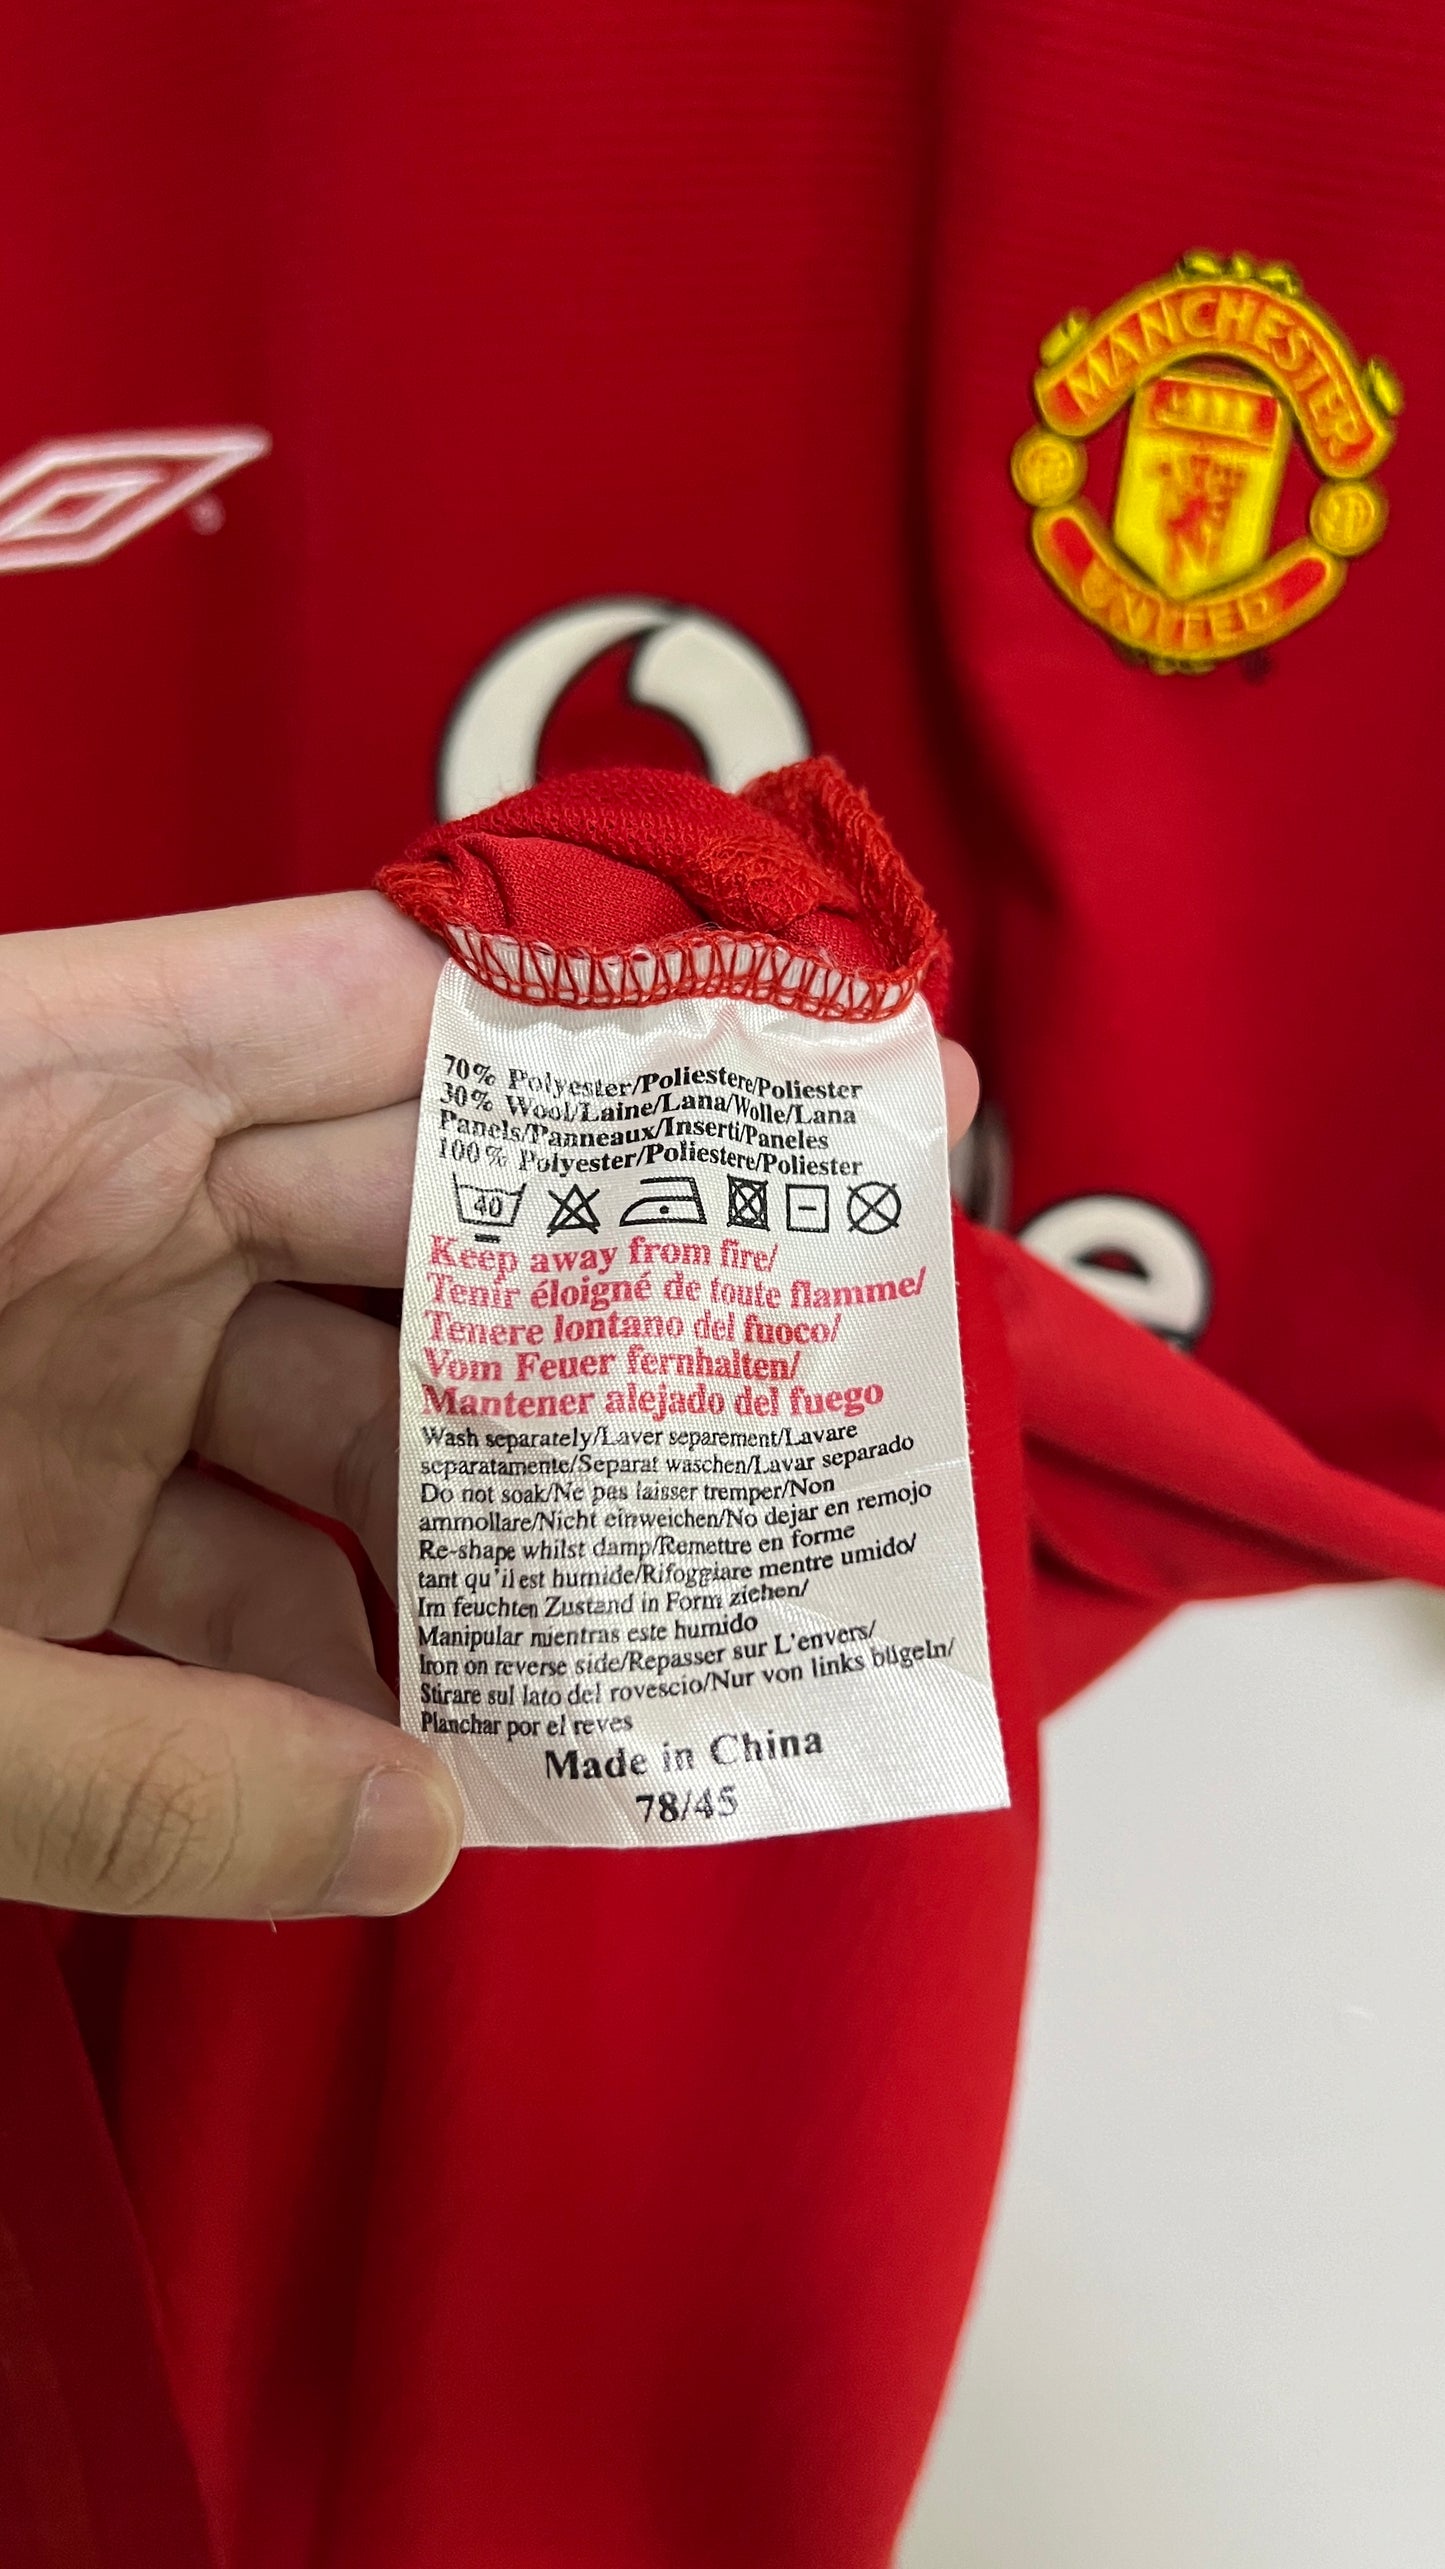 MANCHESTER
UNITED
70% Polyester/Poliestere/Poliester
30% Wool/Laine/Lana/Wolle/Lana
Panels/Panneaux/Inserti/Paneles
100% Polyester/Poliestere/Poliester
40
Keep away from fire/
Tenir éloigné de toute flamme/
Tenere lontano del fuoco/
Vom Feuer fernhalten/
Mantener alejado del fuego
Wash separately/Laver separement/Lavare
separatamente/Separat waschen/Lavar separado
Do not soak/Ne pas laisser tremper/Non
ammollare/Nicht einweichen/No dejar en remojo
Re-shape whilst damp/Remettre en forme
tant qu'il est humide/Rifoggiare mentre umido/
Im feuchten Zustand in Form ziehen/
Manipular mientras este humido
Iron on reverse side/Repasser sur L'envers/
Stirare sul lato del rovescio/Nur von links bügeln/
Planchar por el reves
Made in China
78/45